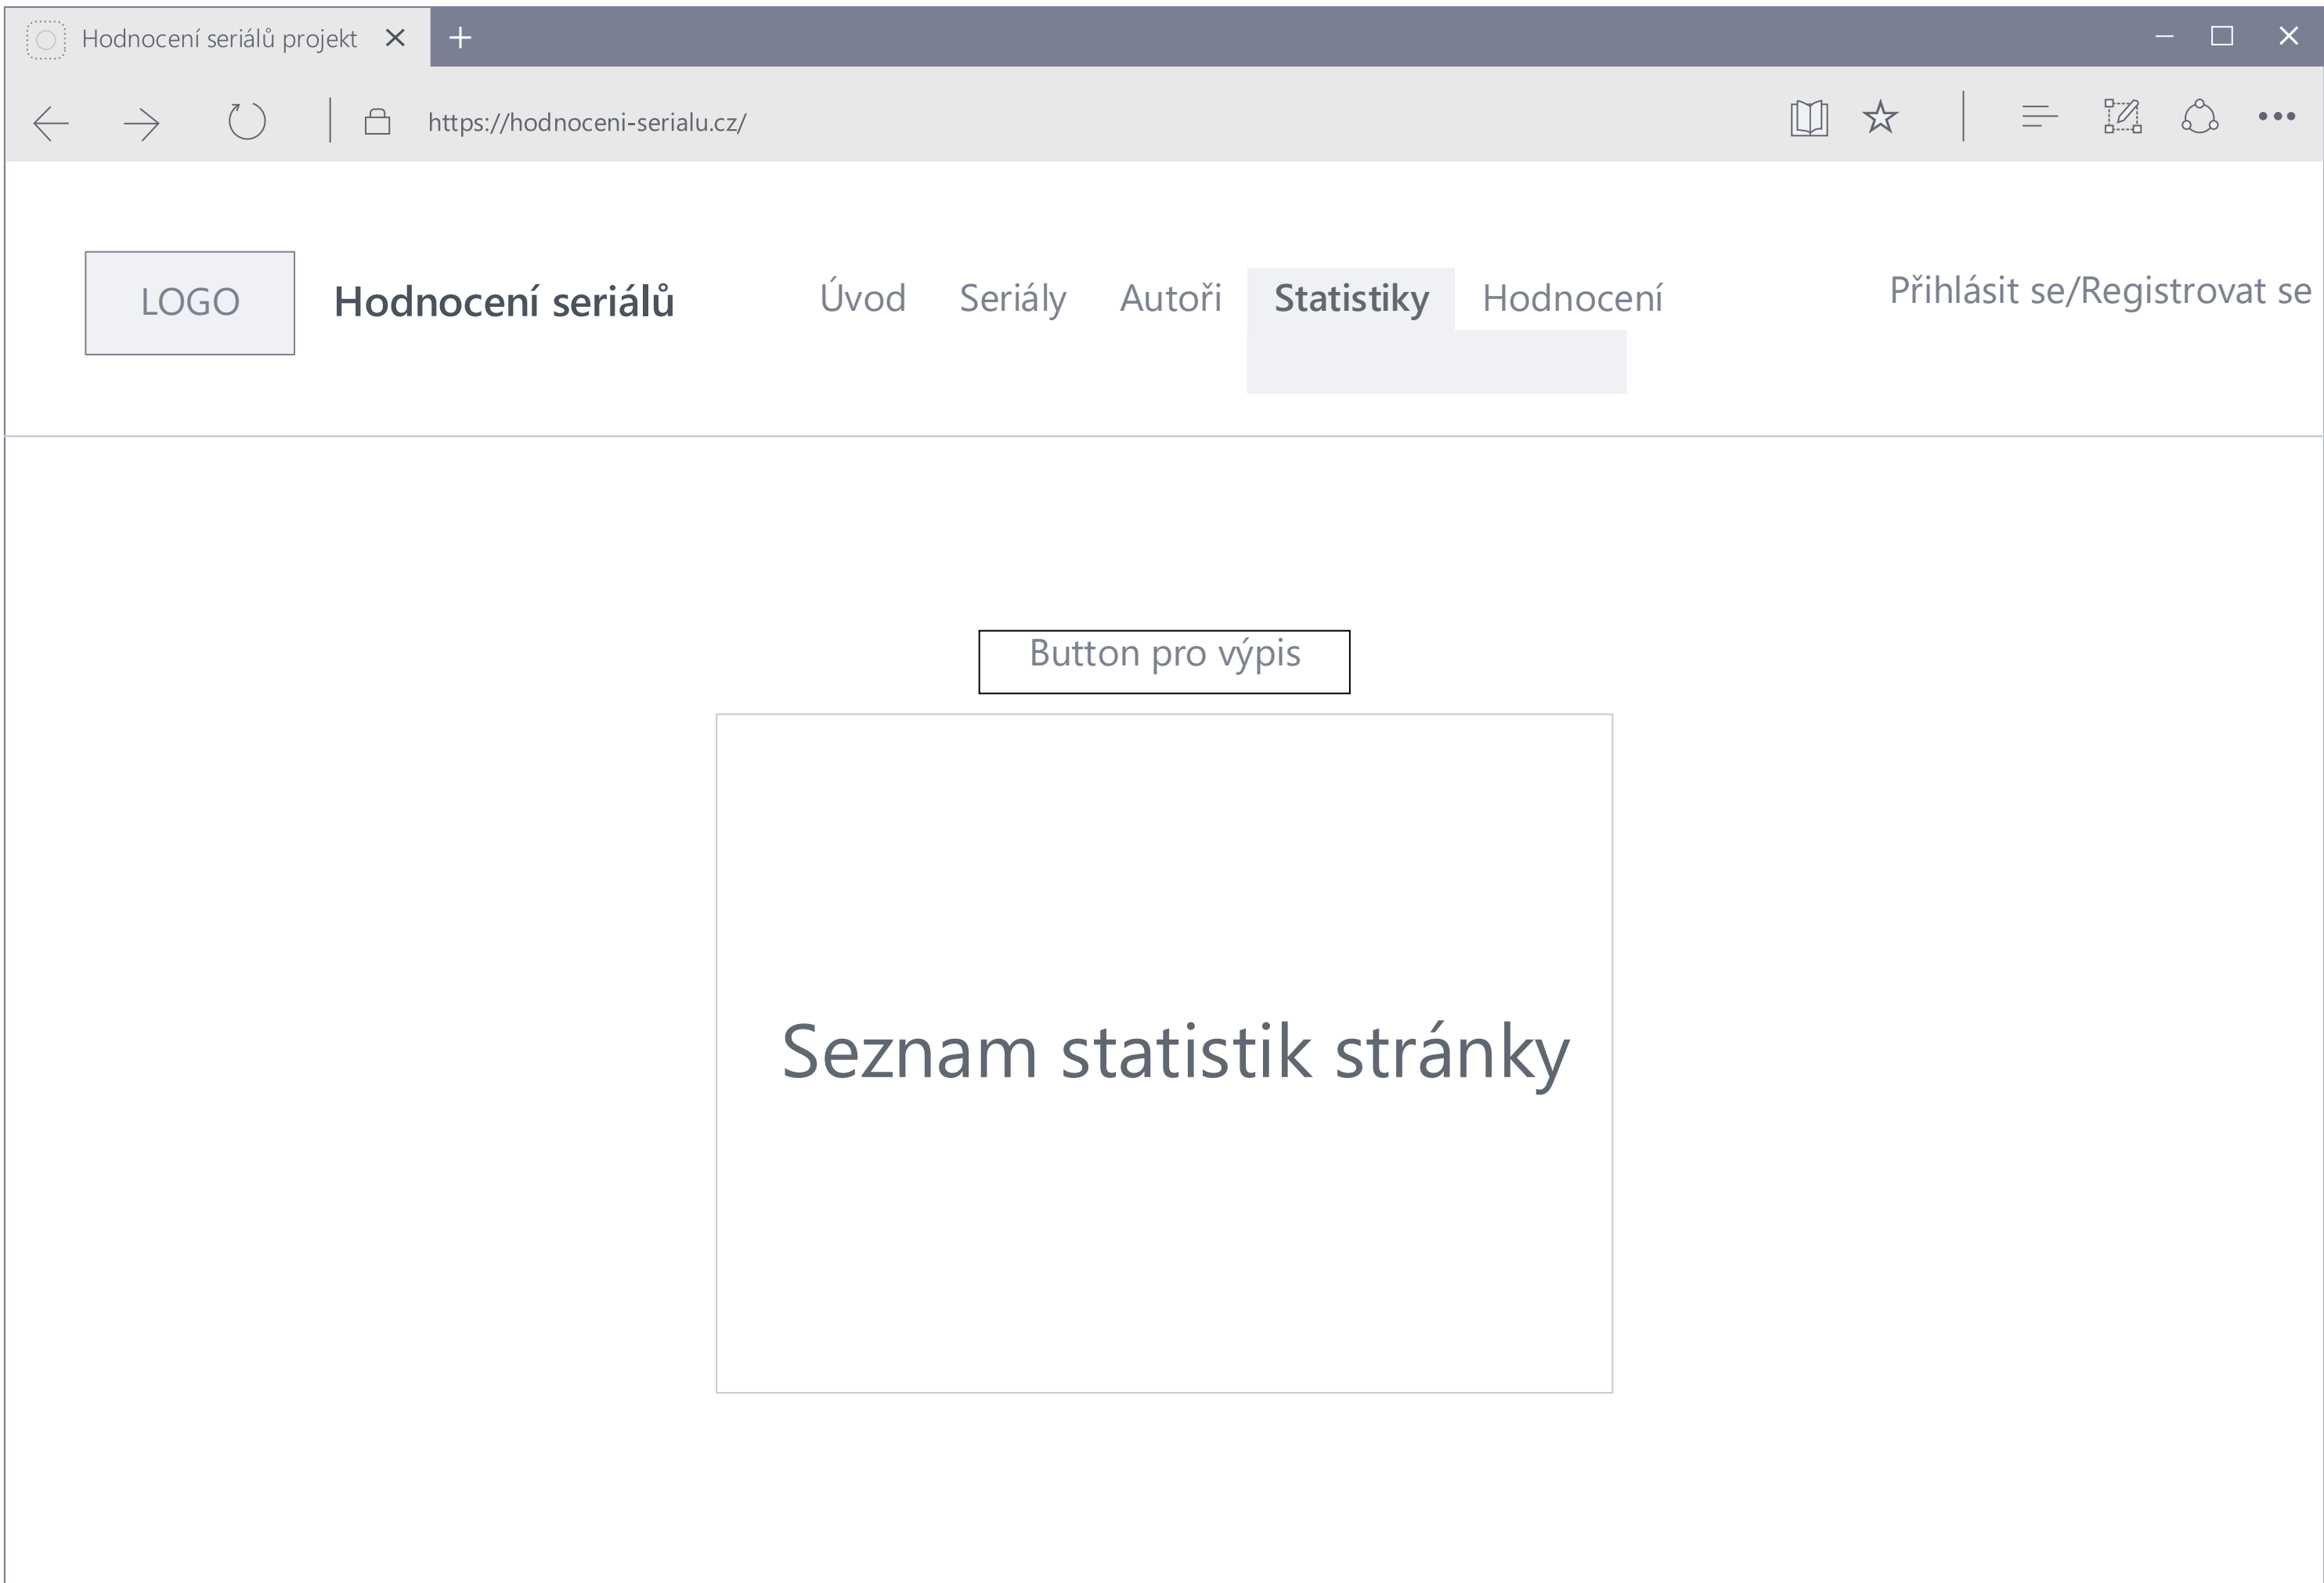 Hodnocení seriálů projekt
https://hodnoceni-serialu.cz/
LOGO
Hodnocení seriálů
Úvod Seriály Autoři Statistiky Hodnocení
Přihlásit se/Registrovat se
Button pro výpis
Seznam statistik stránky